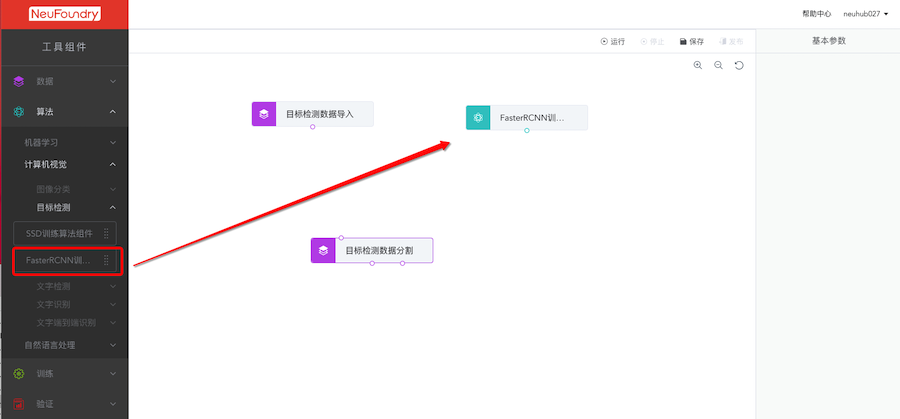 NeuFoundry
帮助中心
neuhub027
工具组件
运行
停止
保存
发布
基本参数
数据
算法
机器学习
计算机视觉
图像分类
目标检测
SSD训练算法组件
FasterRCNN训...
文字检测
文字识别
文字端到端识别
自然语言处理
训练
验证
目标检测数据导入
FasterRCNN训...
目标检测数据分割